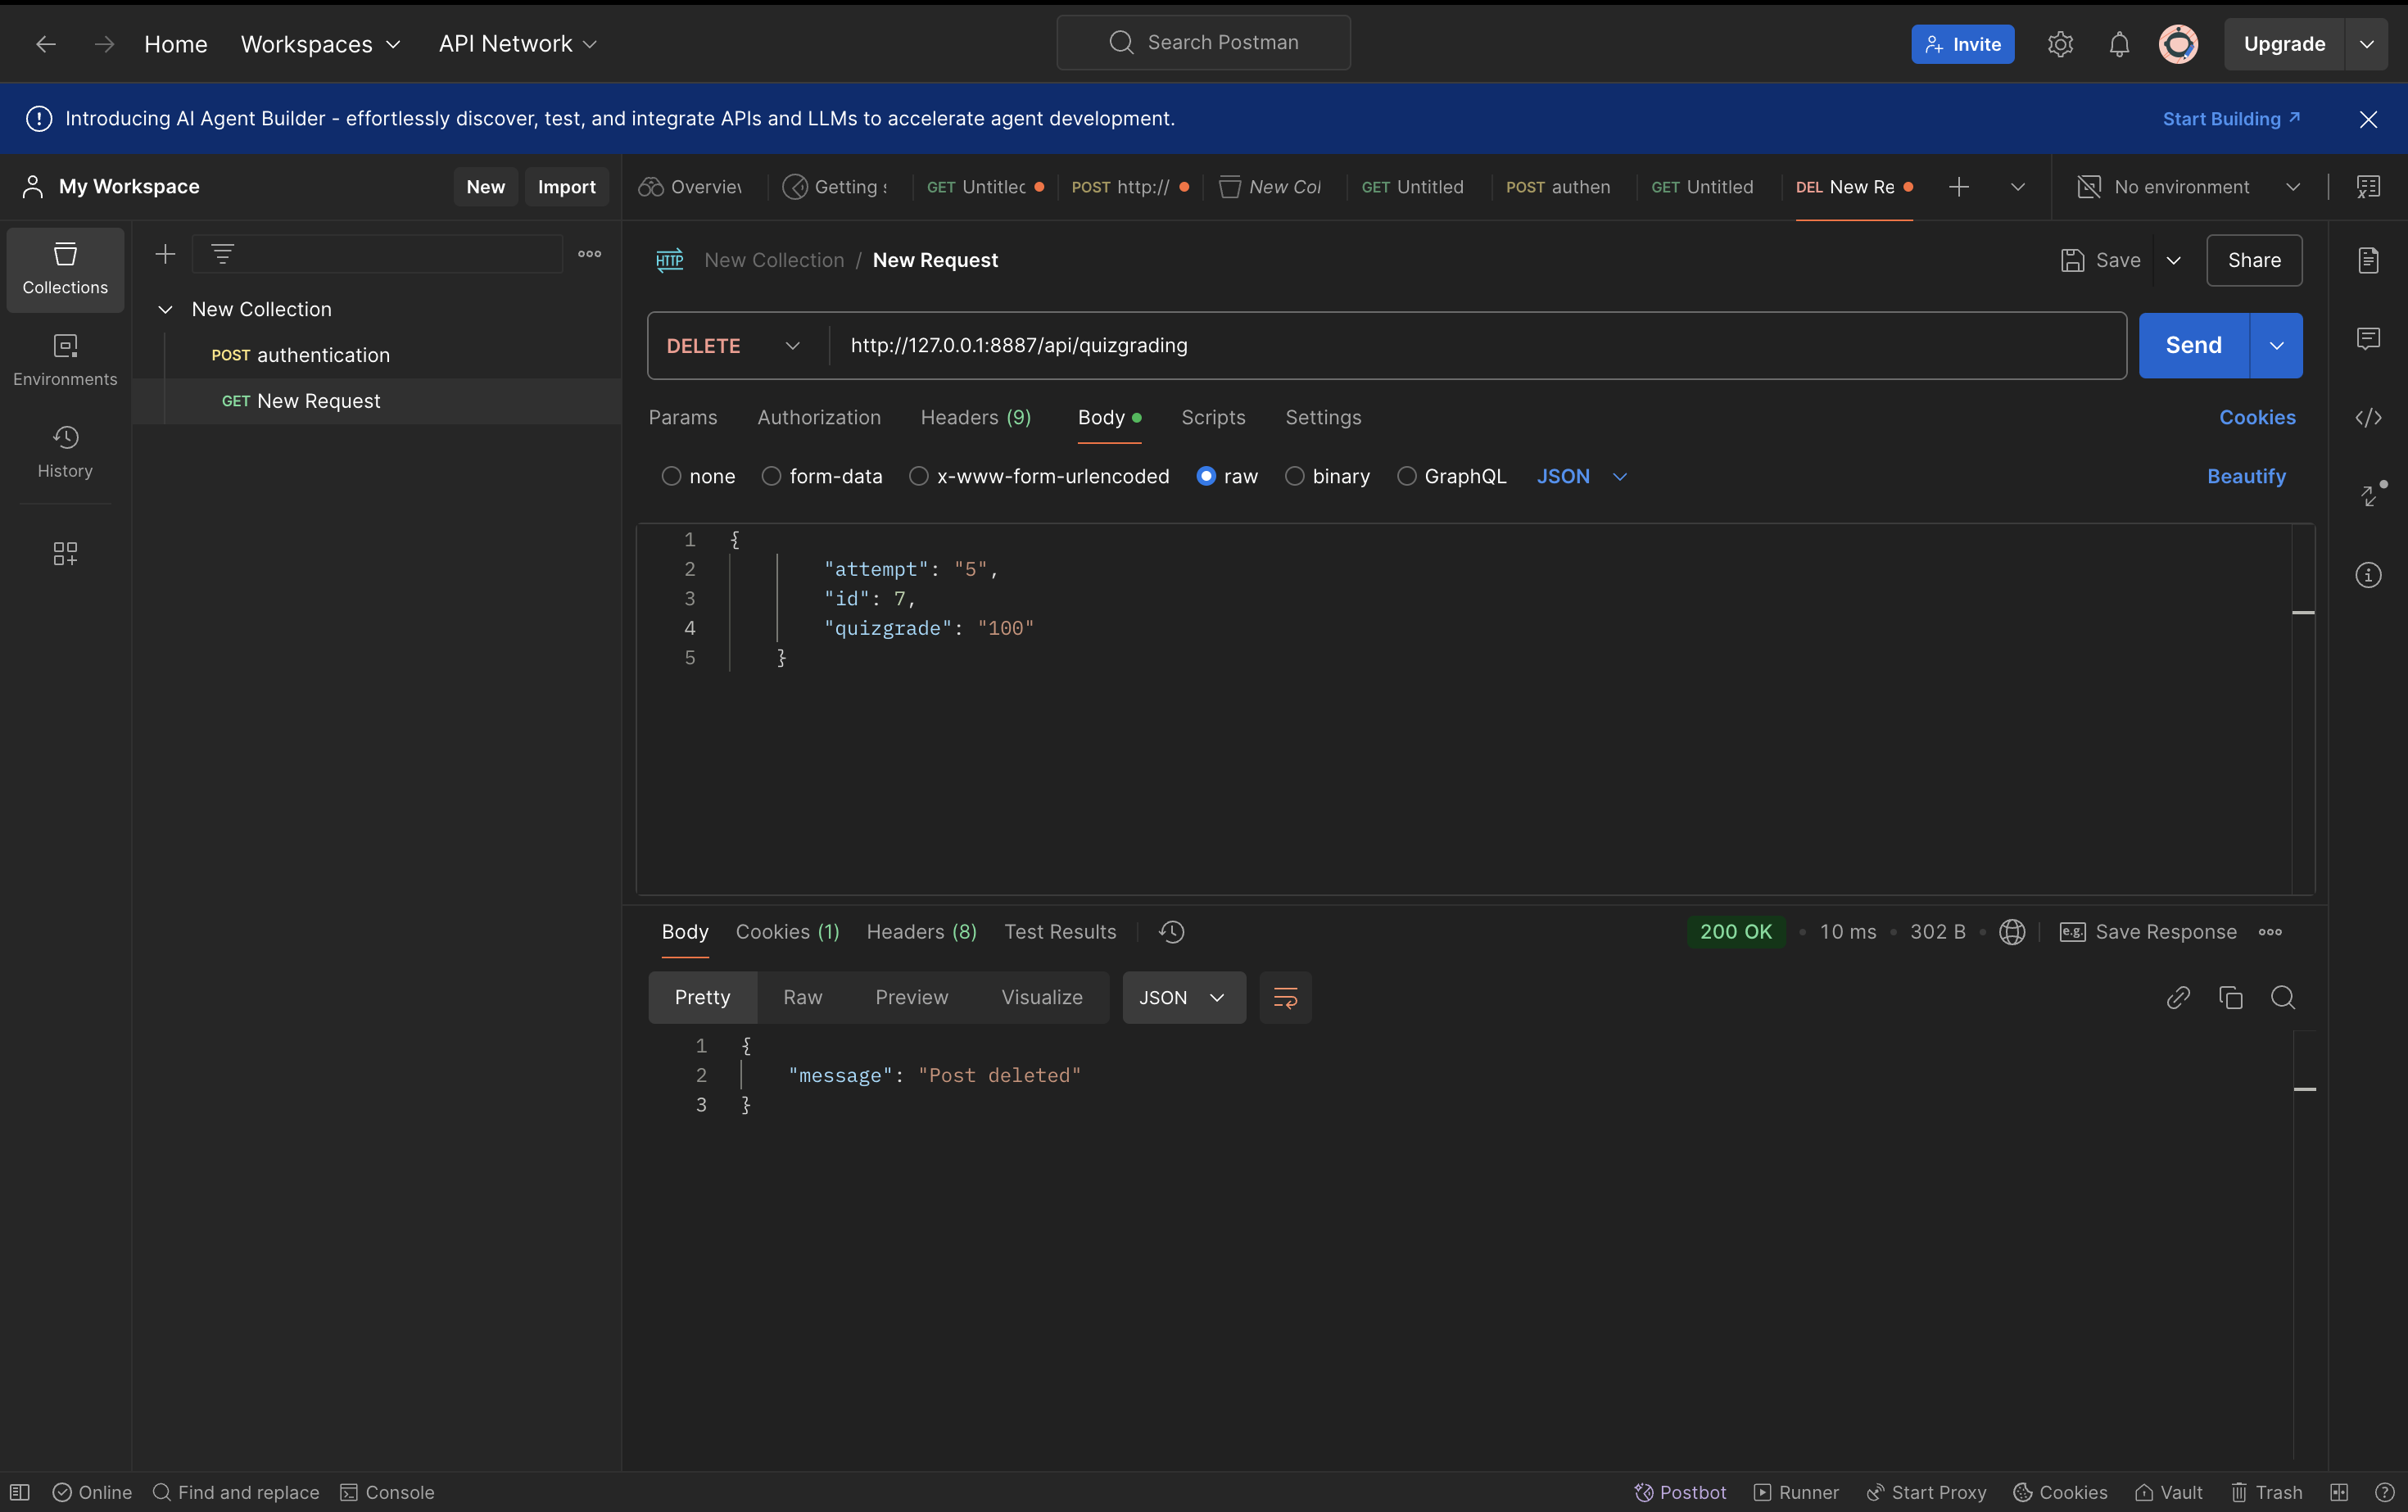 Home Workspaces API Network Search Postman Invite Upgrade
Introducing AI Agent Builder - effortlessly discover, test, and integrate APIs and LLMs to accelerate agent development. Start Building
My Workspace New Import Overview Getting s GET Untitled POST http:// New Col GET Untitled POST authen GET Untitled DEL New Re No environment
Collections
Environments
History
New Collection
POST authentication
GET New Request
HTTP New Collection / New Request Save Share
DELETE http://127.0.0.1:8887/api/quizgrading Send
Params Authorization Headers (9) Body Scripts Settings Cookies
none form-data x-www-form-urlencoded raw binary GraphQL JSON Beautify
1 {
2 "attempt": "5",
3 "id": 7,
4 "quizgrade": "100"
5 }
Body Cookies (1) Headers (8) Test Results 200 OK • 10 ms • 302 B • e.g. Save Response
Pretty Raw Preview Visualize JSON
1 {
2 "message": "Post deleted"
3 }
Online Find and replace Console Postbot Runner Start Proxy Cookies Vault Trash